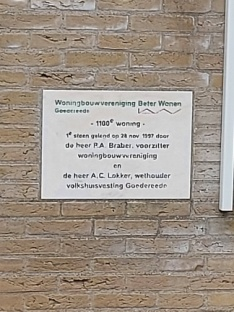 Woningbouwvereniging Beter Wonen
Goedereede
- 1100e woning -
1e steen gelegd op 28 nov. 1997 door
de heer P.A. Braber, voorzitter
woningbouwvereniging
en
de heer A.C. Lokker, wethouder
volkshuisvesting Goedereede